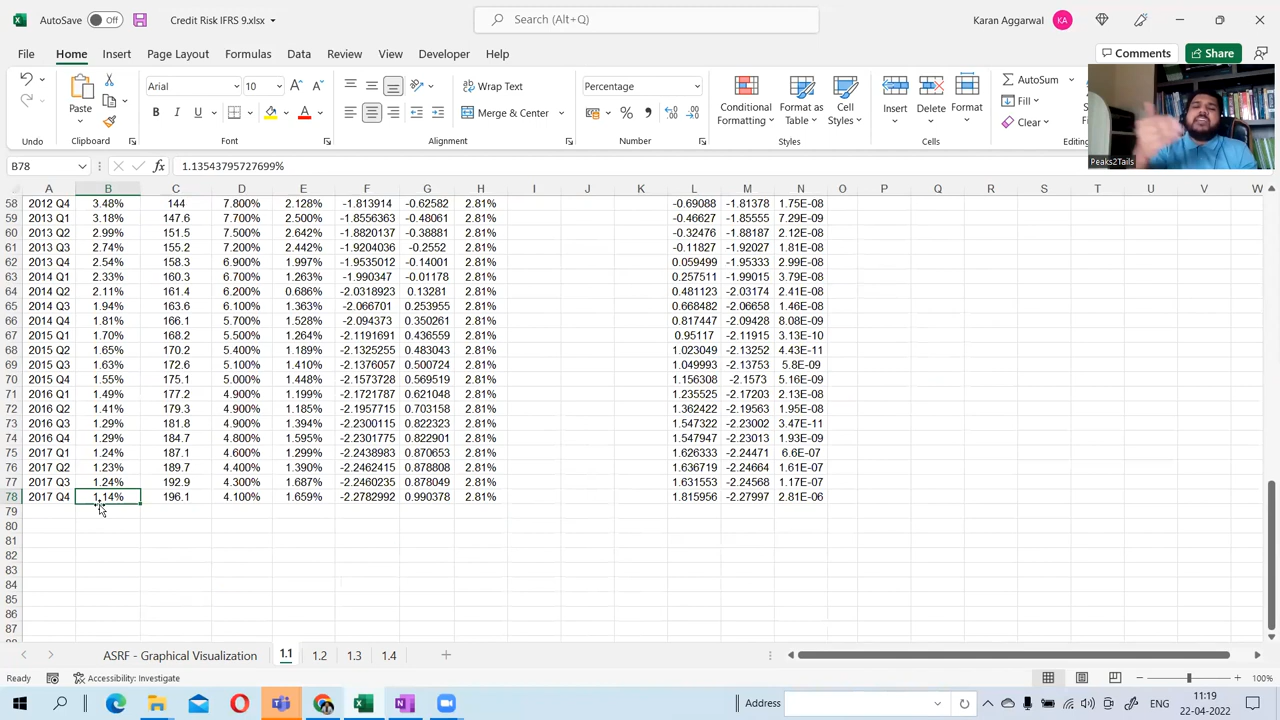 AutoSave Off Credit Risk IFRS 9.xlsx Search (Alt+Q) Karan Aggarwal KA
File Home Insert Page Layout Formulas Data Review View Developer Help Comments Share
Arial 10 Wrap Text Percentage AutoSum
Paste Conditional Formatting Format as Table Cell Styles Insert Delete Format Fill
B I U A Merge & Center % Clear
Undo Clipboard Font Alignment Number Styles Cells Editing Peaks2Tails
B78 fx 1.13543795727699%
A B C D E F G H I J K L M N O P Q R S T U V W
58 2012 Q4 3.48% 144 7.800% 2.128% -1.813914 -0.62582 2.81% -0.69088 -1.81378 1.75E-08
59 2013 Q1 3.18% 147.6 7.700% 2.500% -1.8556363 -0.48061 2.81% -0.46627 -1.85555 7.29E-09
60 2013 Q2 2.99% 151.5 7.500% 2.642% -1.8820137 -0.38881 2.81% -0.32476 -1.88187 2.12E-08
61 2013 Q3 2.74% 155.2 7.200% 2.442% -1.9204036 -0.2552 2.81% -0.11827 -1.92027 1.81E-08
62 2013 Q4 2.54% 158.3 6.900% 1.997% -1.9535012 -0.14001 2.81% 0.059499 -1.95333 2.99E-08
63 2014 Q1 2.33% 160.3 6.700% 1.263% -1.990347 -0.01178 2.81% 0.257511 -1.99015 3.79E-08
64 2014 Q2 2.11% 161.4 6.200% 0.686% -2.0318923 0.13281 2.81% 0.481123 -2.03174 2.41E-08
65 2014 Q3 1.94% 163.6 6.100% 1.363% -2.066701 0.253955 2.81% 0.668482 -2.06658 1.46E-08
66 2014 Q4 1.81% 166.1 5.700% 1.528% -2.094373 0.350261 2.81% 0.817447 -2.09428 8.08E-09
67 2015 Q1 1.70% 168.2 5.500% 1.264% -2.1191691 0.436559 2.81% 0.95117 -2.11915 3.13E-10
68 2015 Q2 1.65% 170.2 5.400% 1.189% -2.1325255 0.483043 2.81% 1.023049 -2.13252 4.43E-11
69 2015 Q3 1.63% 172.6 5.100% 1.410% -2.1376057 0.500724 2.81% 1.049699 -2.13753 5.8E-09
70 2015 Q4 1.55% 175.1 5.000% 1.448% -2.1573728 0.569519 2.81% 1.156308 -2.1573 5.16E-09
71 2016 Q1 1.49% 177.2 4.900% 1.199% -2.1721787 0.621048 2.81% 1.235525 -2.17203 2.13E-08
72 2016 Q2 1.41% 179.3 4.900% 1.185% -2.1957715 0.703158 2.81% 1.362422 -2.19563 1.95E-08
73 2016 Q3 1.29% 181.8 4.900% 1.394% -2.2300115 0.822323 2.81% 1.547322 -2.23002 3.47E-11
74 2016 Q4 1.29% 184.7 4.800% 1.595% -2.2301775 0.822901 2.81% 1.547947 -2.23013 1.93E-09
75 2017 Q1 1.24% 187.1 4.600% 1.299% -2.2438983 0.870653 2.81% 1.626333 -2.24471 6.6E-07
76 2017 Q2 1.23% 189.7 4.400% 1.390% -2.2462415 0.878808 2.81% 1.636719 -2.24664 1.61E-07
77 2017 Q3 1.24% 192.9 4.300% 1.687% -2.2460235 0.878049 2.81% 1.631553 -2.24568 1.17E-07
78 2017 Q4 1.14% 196.1 4.100% 1.659% -2.2782992 0.990378 2.81% 1.815956 -2.27997 2.81E-06
79
80
81
82
83
84
85
86
87
ASRF - Graphical Visualization 1.1 1.2 1.3 1.4
Ready Accessibility: Investigate 100%
Address ENG 11:19
22-04-2022